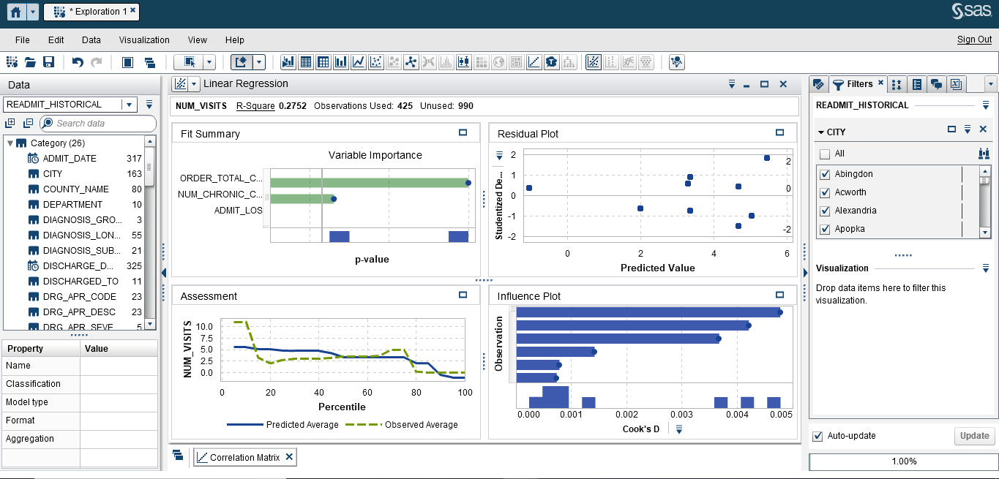 * Exploration 1
sas
File Edit Data Visualization View Help
Sign Out
Data
READMIT_HISTORICAL
Search data
Category (26)
ADMIT_DATE 317
CITY 163
COUNTY_NAME 80
DEPARTMENT 10
DIAGNOSIS_GRO... 3
DIAGNOSIS_LON... 55
DIAGNOSIS_SUB... 21
DISCHARGE_D... 325
DISCHARGED_TO 11
DRG_APR_CODE 23
DRG_APR_DESC 23
DRG_APR_SEVE 5
Property Value
Name
Classification
Model type
Format
Aggregation
Linear Regression
NUM_VISITS R-Square 0.2752 Observations Used: 425 Unused: 990
Fit Summary
Variable Importance
ORDER_TOTAL_C...
NUM_CHRONIC_C...
ADMIT_LOS
p-value
Residual Plot
Studentized De...
2
1
0
-1
-2
2
0
-2
0 2 4 6
Predicted Value
Assessment
NUM_VISITS
10.0
7.5
5.0
2.5
0.0
0 20 40 60 80 100
Percentile
Predicted Average Observed Average
Influence Plot
Observation
0.000 0.001 0.002 0.003 0.004 0.005
Cook's D
Correlation Matrix
Filters
READMIT_HISTORICAL
CITY
All
Abingdon
Acworth
Alexandria
Apopka
Visualization
Drop data items here to filter this
visualization.
Auto-update Update
1.00%